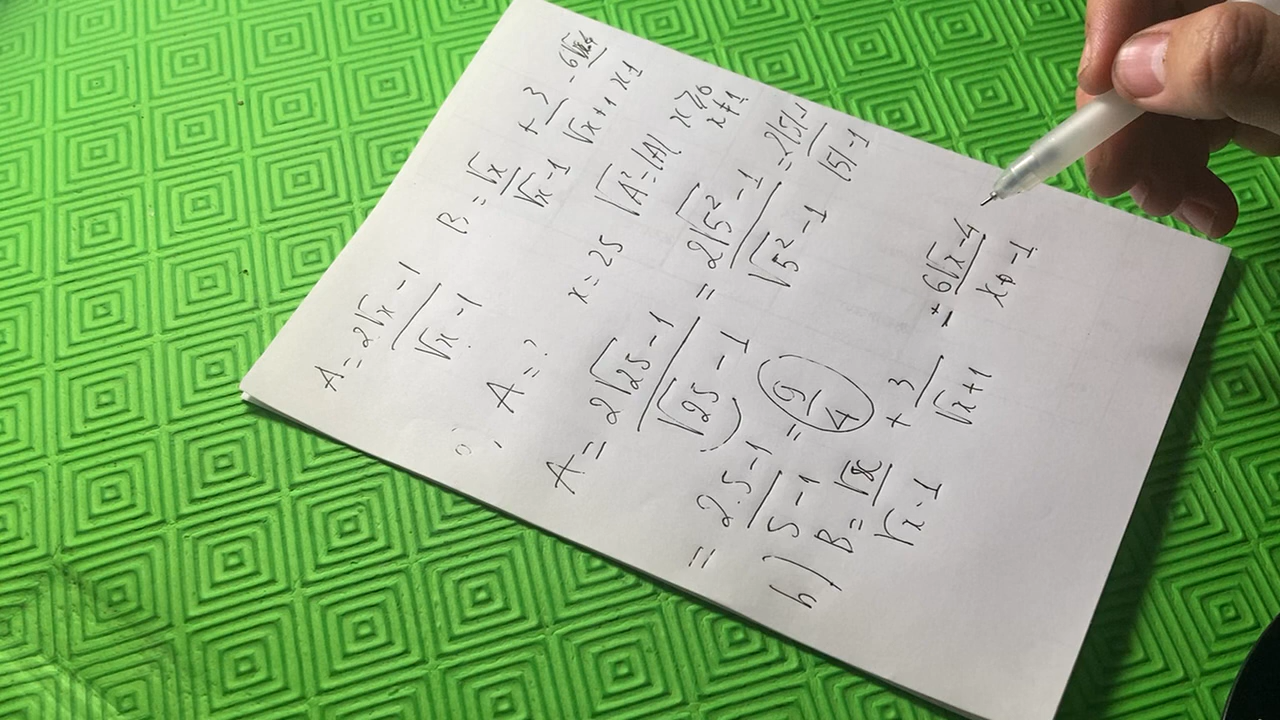 A = 2√x - 1 / √x - 1 B = √x / √x - 1 + 3 / √x + 1 - 6√x-4 / x 1
a, A = ? x = 25 √A² = |A| x ≥ 0 x ≠ 1
A = 2√25 - 1 / √25 - 1 = 2√5² - 1 / √5² - 1 = 2|5| - 1 / |5| - 1
= 2.5 - 1 / 5 - 1 = 9 / 4
b) B = √x / √x - 1 + 3 / √x + 1 ± 6√x - 4 / x - 1